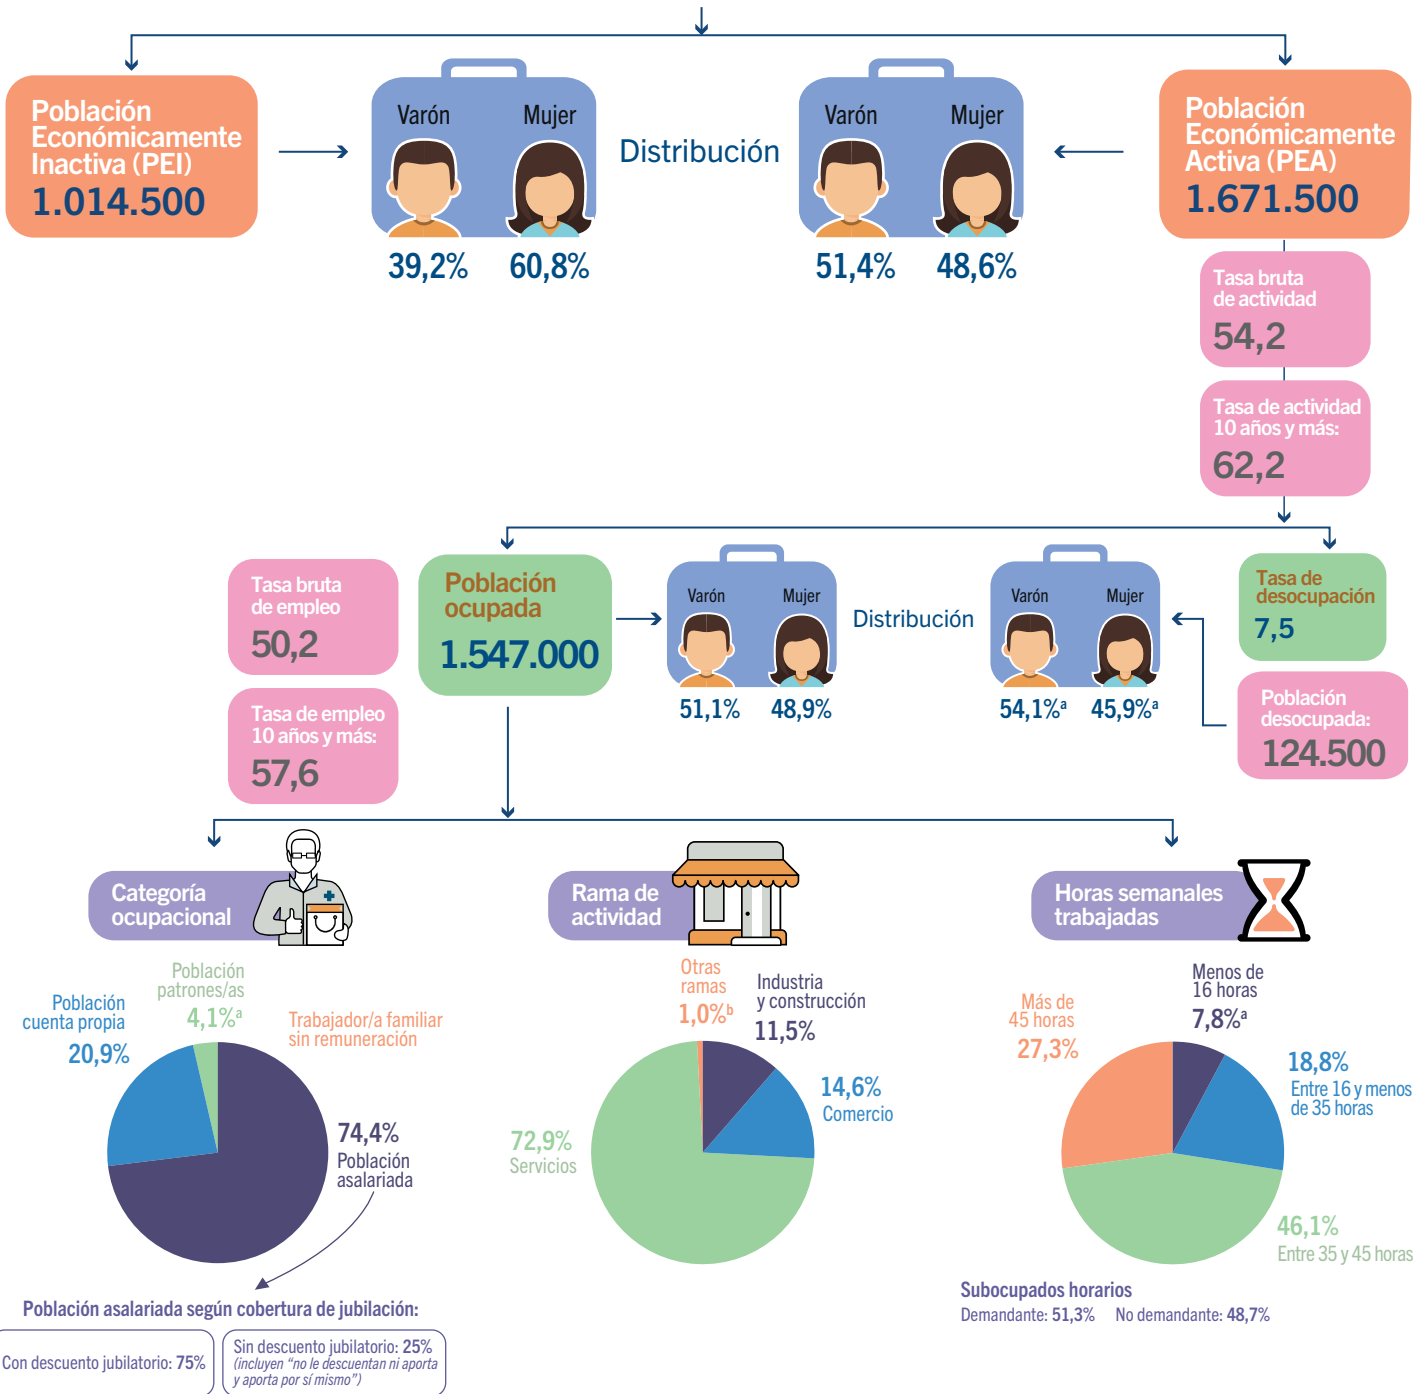 Población
Económicamente
Inactiva (PEI)
1.014.500
Varón
Mujer
39,2%
60,8%
Distribución
Varón
Mujer
51,4%
48,6%
Población
Económicamente
Activa (PEA)
1.671.500
Tasa bruta
de actividad
54,2
Tasa de actividad
10 años y más:
62,2
Tasa bruta
de empleo
50,2
Tasa de empleo
10 años y más:
57,6
Población
ocupada
1.547.000
Varón
Mujer
51,1%
48,9%
Distribución
Varón
Mujer
54,1%ª
45,9%ª
Tasa de
desocupación
7,5
Población
desocupada:
124.500
Categoría
ocupacional
Población
patrones/as
4,1%ª
Población
cuenta propia
20,9%
Trabajador/a familiar
sin remuneración
74,4%
Población
asalariada
Población asalariada según cobertura de jubilación:
Con descuento jubilatorio: 75%
Sin descuento jubilatorio: 25%
(incluyen “no le descuentan ni aporta
y aporta por sí mismo”)
Rama de
actividad
Otras
ramas
1,0%ᵇ
Industria
y construcción
11,5%
14,6%
Comercio
72,9%
Servicios
Horas semanales
trabajadas
Menos de
16 horas
7,8%ª
Más de
45 horas
27,3%
18,8%
Entre 16 y menos
de 35 horas
46,1%
Entre 35 y 45 horas
Subocupados horarios
Demandante: 51,3% No demandante: 48,7%